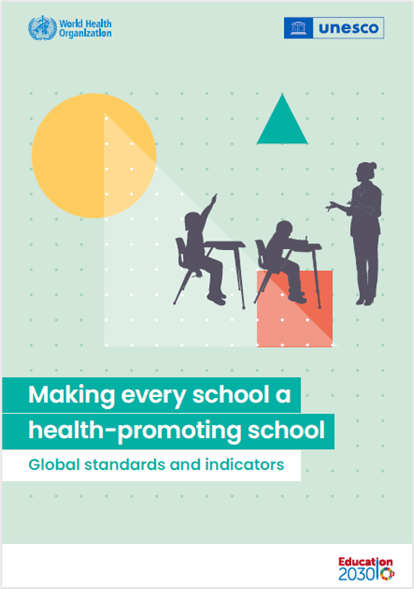 World Health
Organization
unesco
Making every school a
health-promoting school
Global standards and indicators
Education
2030